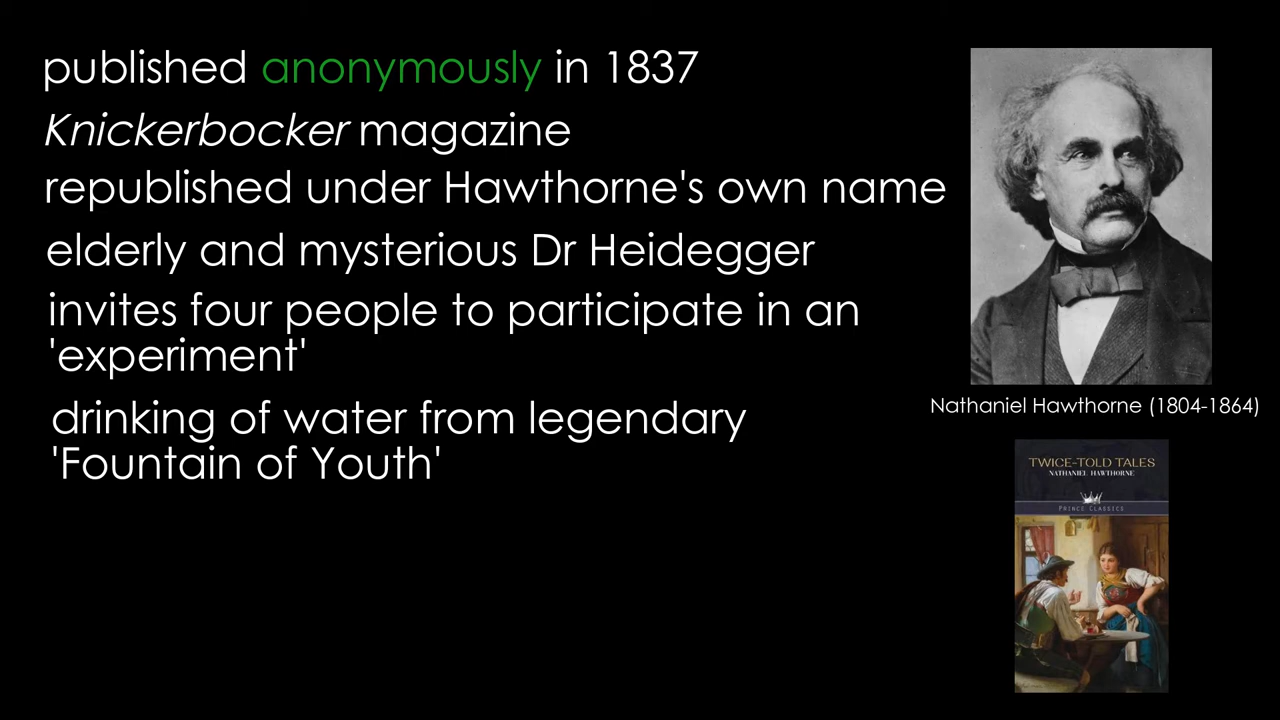 published anonymously in 1837
Knickerbocker magazine
republished under Hawthorne's own name
elderly and mysterious Dr Heidegger
invites four people to participate in an
'experiment'
drinking of water from legendary
'Fountain of Youth'
Nathaniel Hawthorne (1804-1864)
TWICE-TOLD TALES
NATHANIEL HAWTHORNE
PRINCE CLASSICS